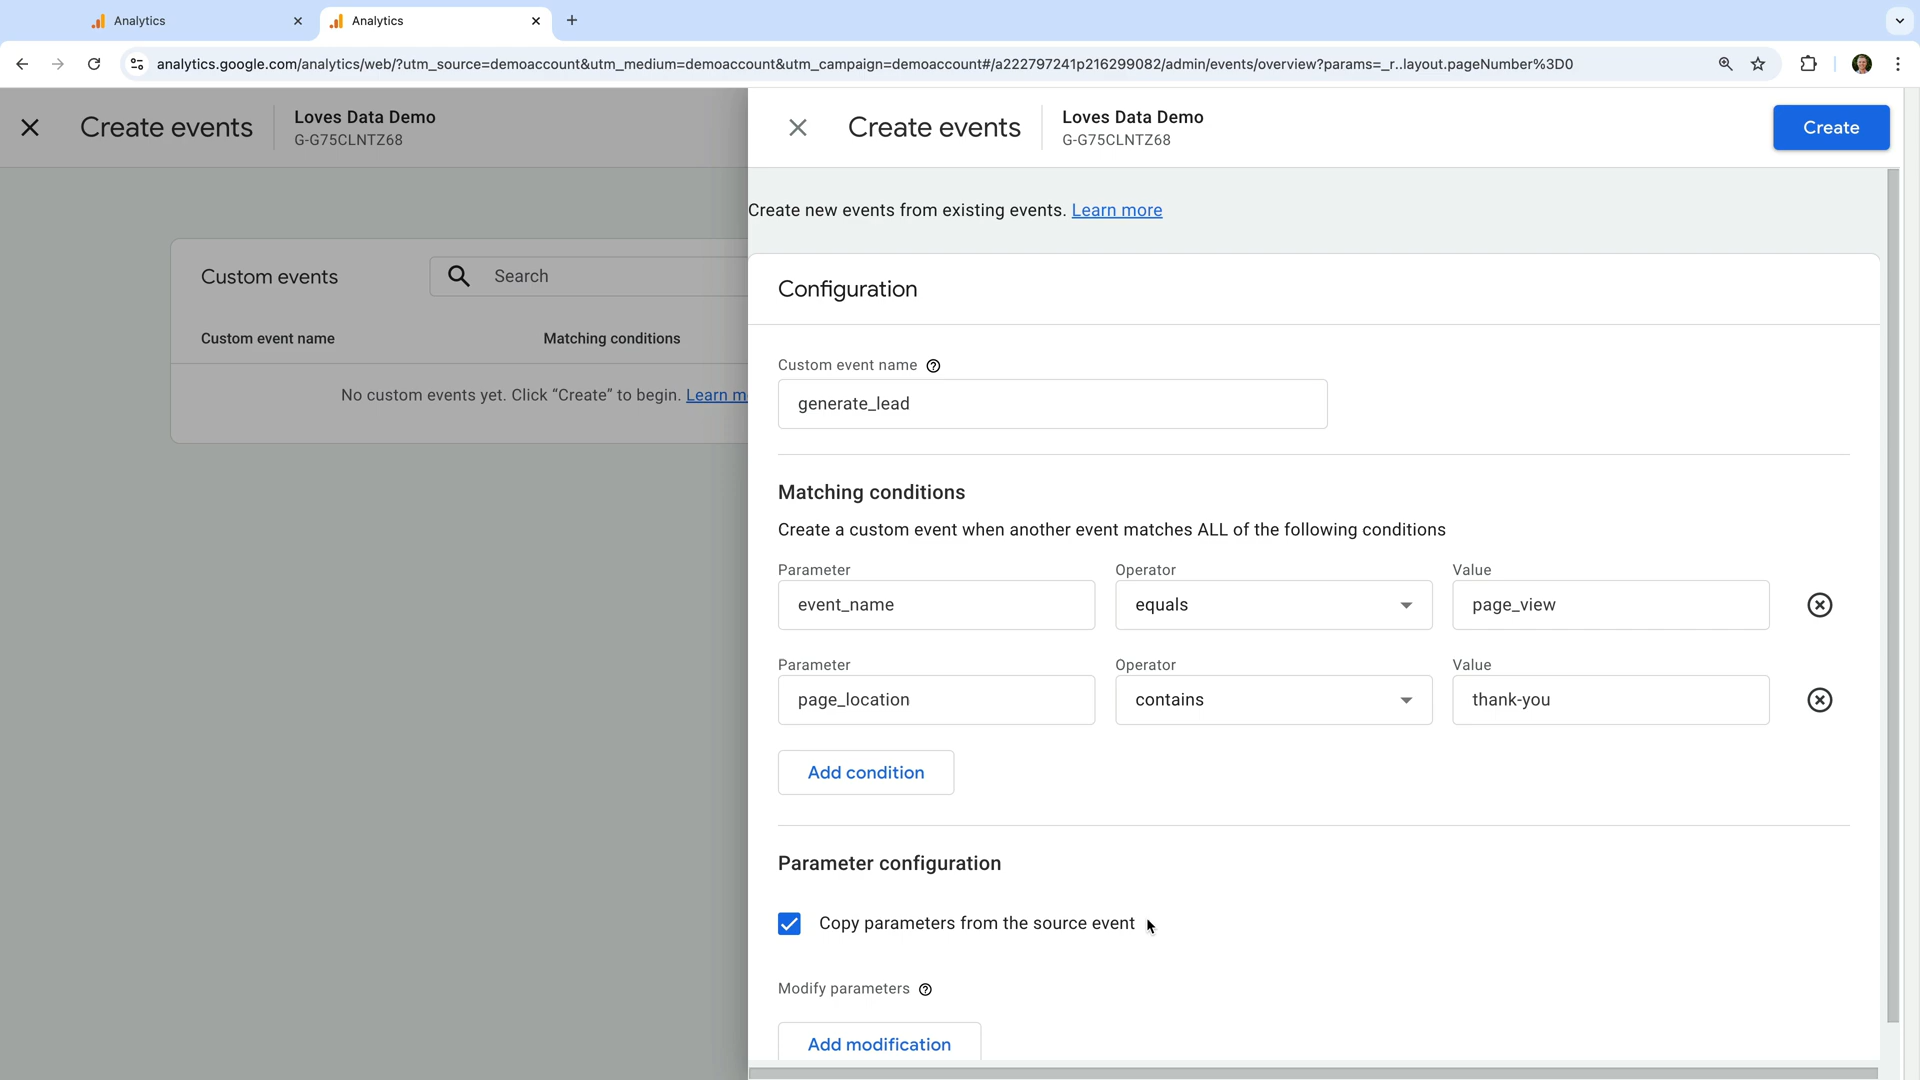 Analytics
Analytics
analytics.google.com/analytics/web/?utm_source=demoaccount&utm_medium=demoaccount&utm_campaign=demoaccount#/a222797241p216299082/admin/events/overview?params=_r..layout.pageNumber%3D0
Create events
Loves Data Demo
G-G75CLNTZ68
Custom events
Search
Custom event name
Matching conditions
No custom events yet. Click “Create” to begin. Learn m
Create events
Loves Data Demo
G-G75CLNTZ68
Create
Create new events from existing events. Learn more
Configuration
Custom event name
generate_lead
Matching conditions
Create a custom event when another event matches ALL of the following conditions
Parameter Operator Value
event_name equals page_view
Parameter Operator Value
page_location contains thank-you
Add condition
Parameter configuration
Copy parameters from the source event
Modify parameters
Add modification